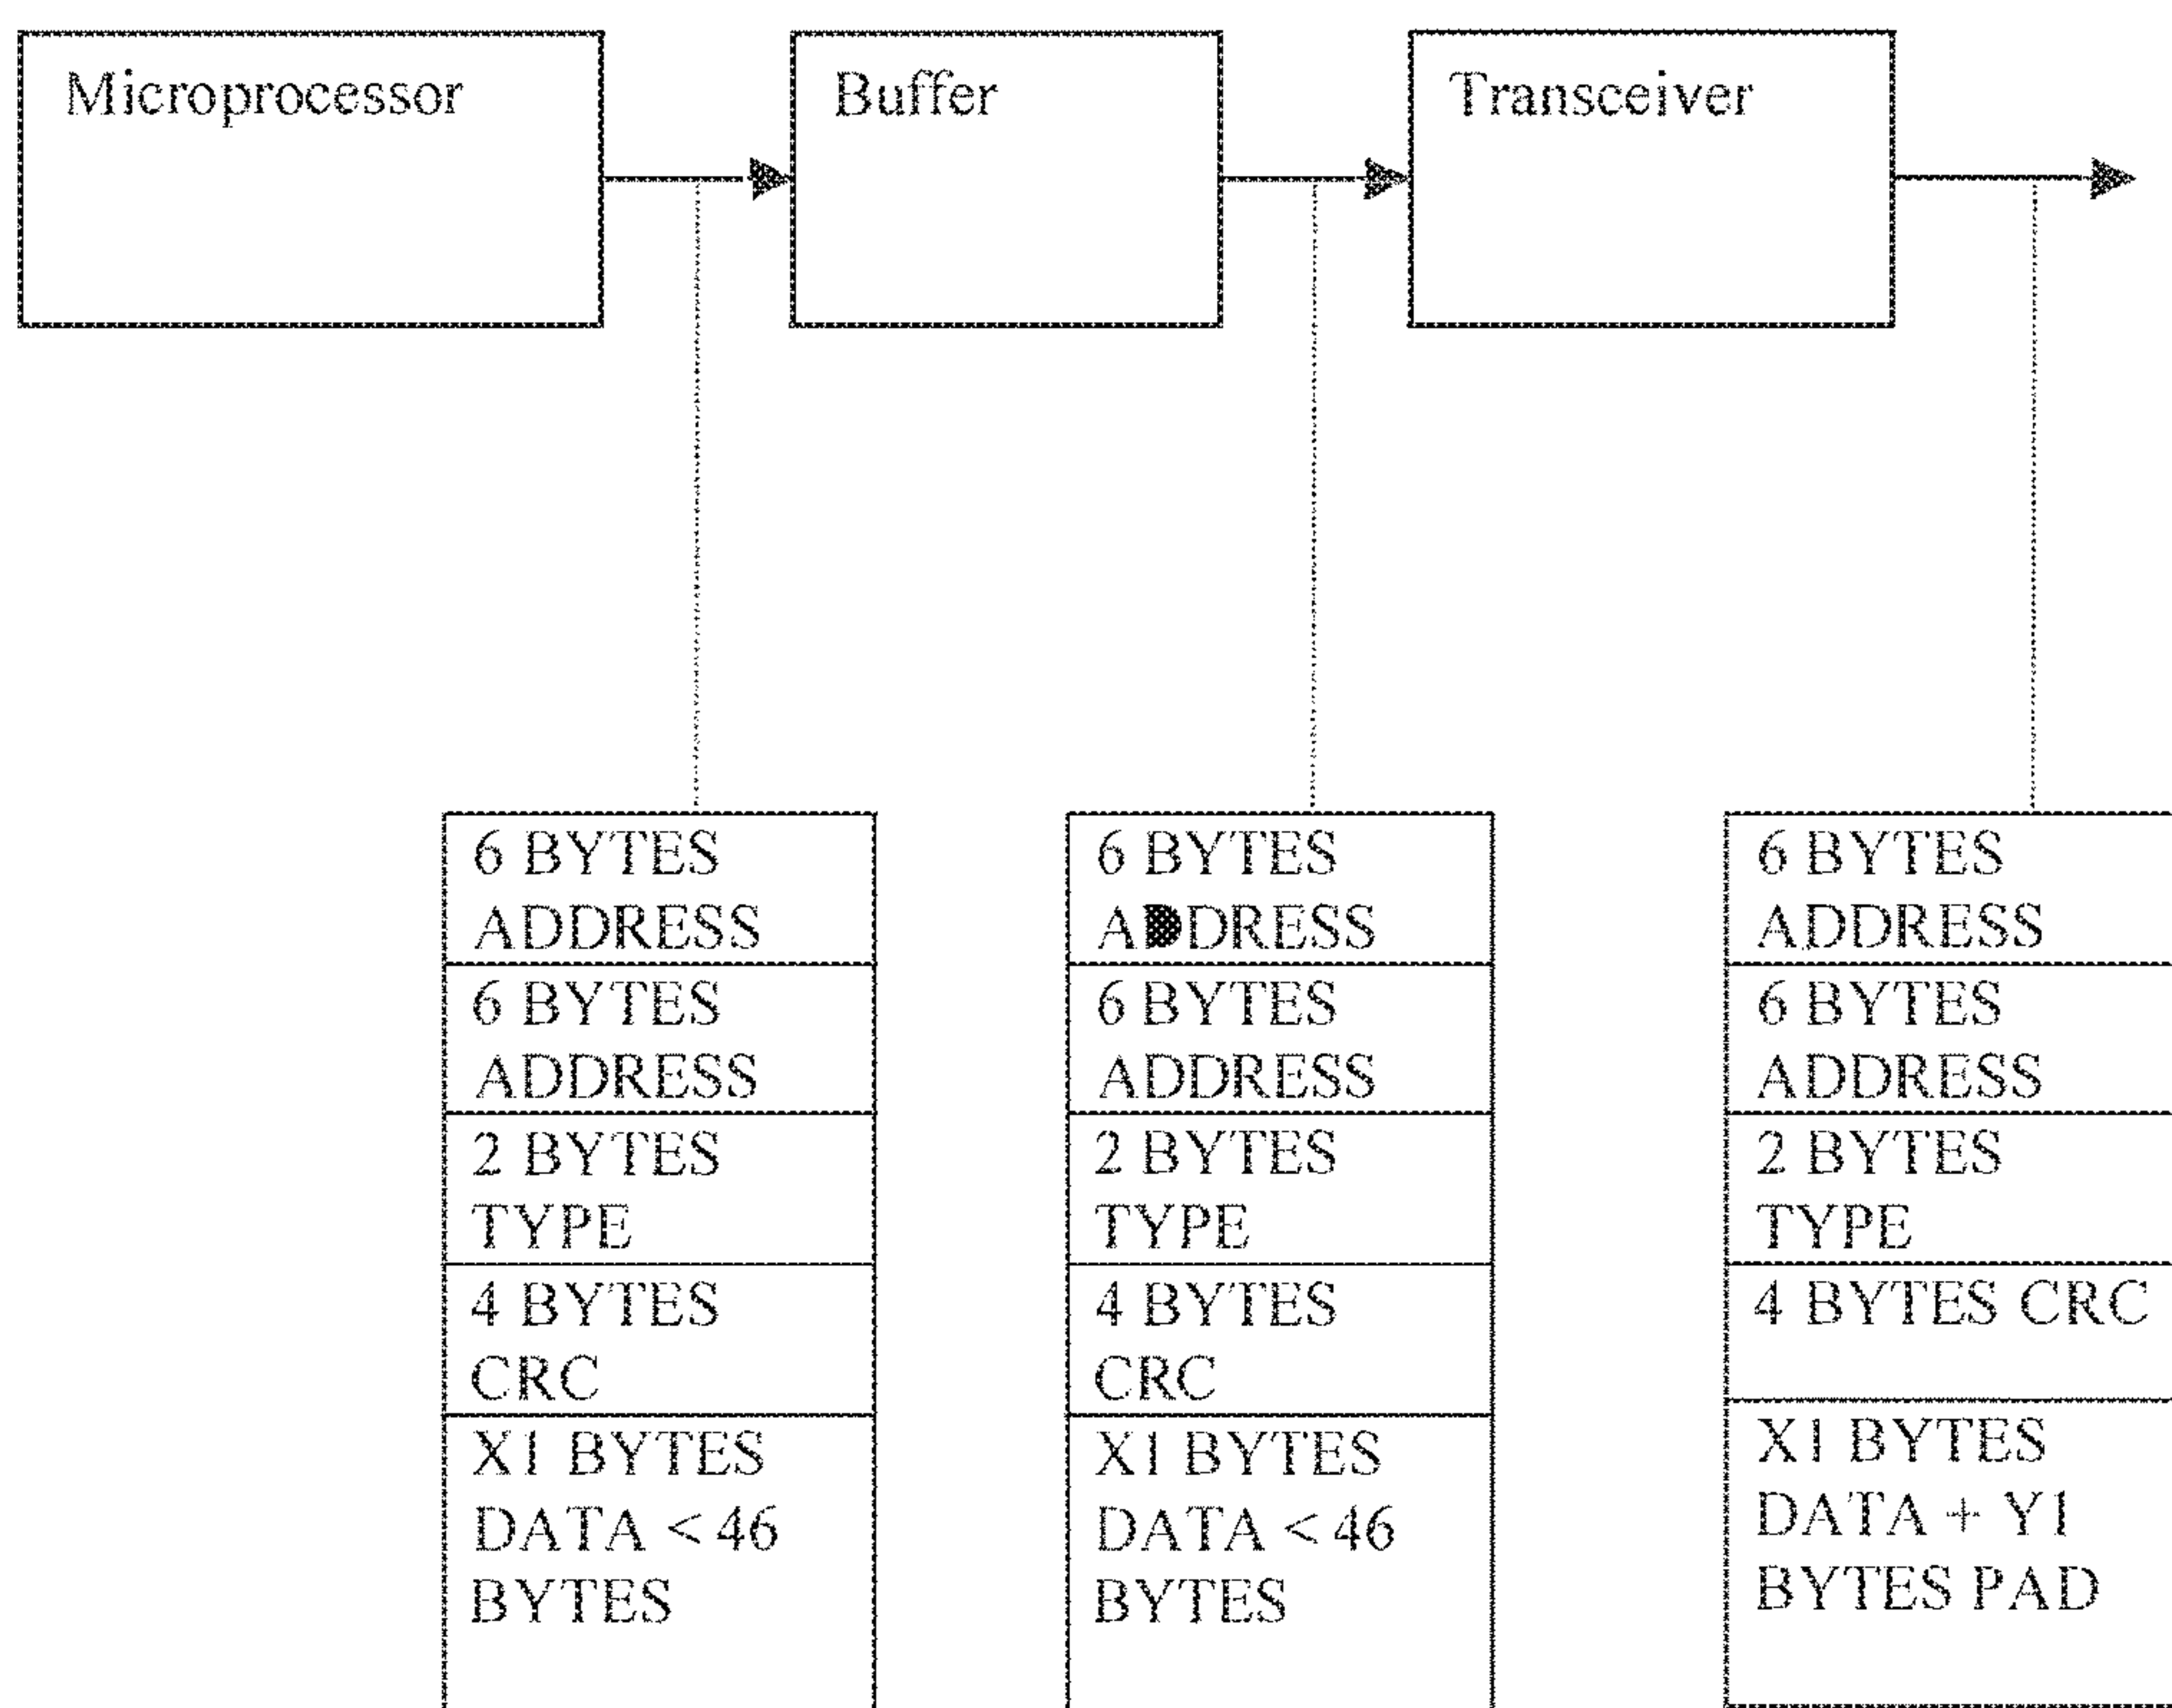 Microprocessor
Buffer
Transceiver
6 BYTES
ADDRESS
6 BYTES
ADDRESS
2 BYTES
TYPE
4 BYTES
CRC
X1 BYTES
DATA < 46
BYTES
6 BYTES
ADDRESS
6 BYTES
ADDRESS
2 BYTES
TYPE
4 BYTES
CRC
X1 BYTES
DATA < 46
BYTES
6 BYTES
ADDRESS
6 BYTES
ADDRESS
2 BYTES
TYPE
4 BYTES CRC
X1 BYTES
DATA + Y1
BYTES PAD